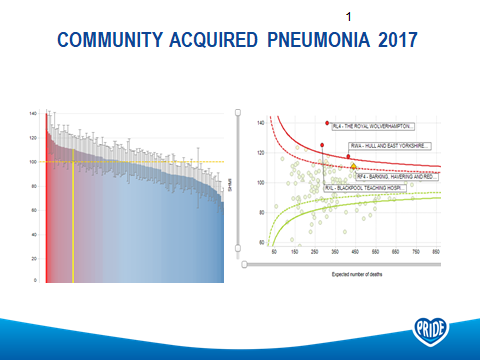 1
COMMUNITY ACQUIRED PNEUMONIA 2017
140
120
100
80
60
40
20
0
SHMI
140
120
100
80
60
RL4 - THE ROYAL WOLVERHAMPTON...
RWA - HULL AND EAST YORKSHIRE ...
RF4 - BARKING, HAVERING AND RED...
RXL - BLACKPOOL TEACHING HOSPI...
50 150 250 350 450 550 650 750 850
Expected number of deaths
PRIDE